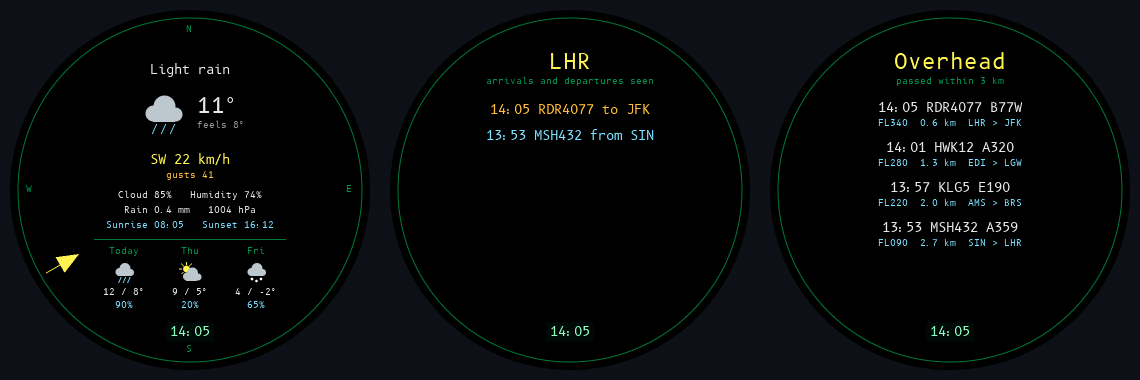 N
Light rain
11°
feels 8°
SW 22 km/h
gusts 41
W
E
Cloud 85% Humidity 74%
Rain 0.4 mm 1004 hPa
Sunrise 08:05 Sunset 16:12
Today Thu Fri
12 / 8° 9 / 5° 4 / -2°
90% 20% 65%
14:05
S
LHR
arrivals and departures seen
14:05 RDR4077 to JFK
13:53 MSH432 from SIN
14:05
Overhead
passed within 3 km
14:05 RDR4077 B77W
FL340 0.6 km LHR > JFK
14:01 HWK12 A320
FL280 1.3 km EDI > LGW
13:57 KLG5 E190
FL220 2.0 km AMS > BRS
13:53 MSH432 A359
FL090 2.7 km SIN > LHR
14:05